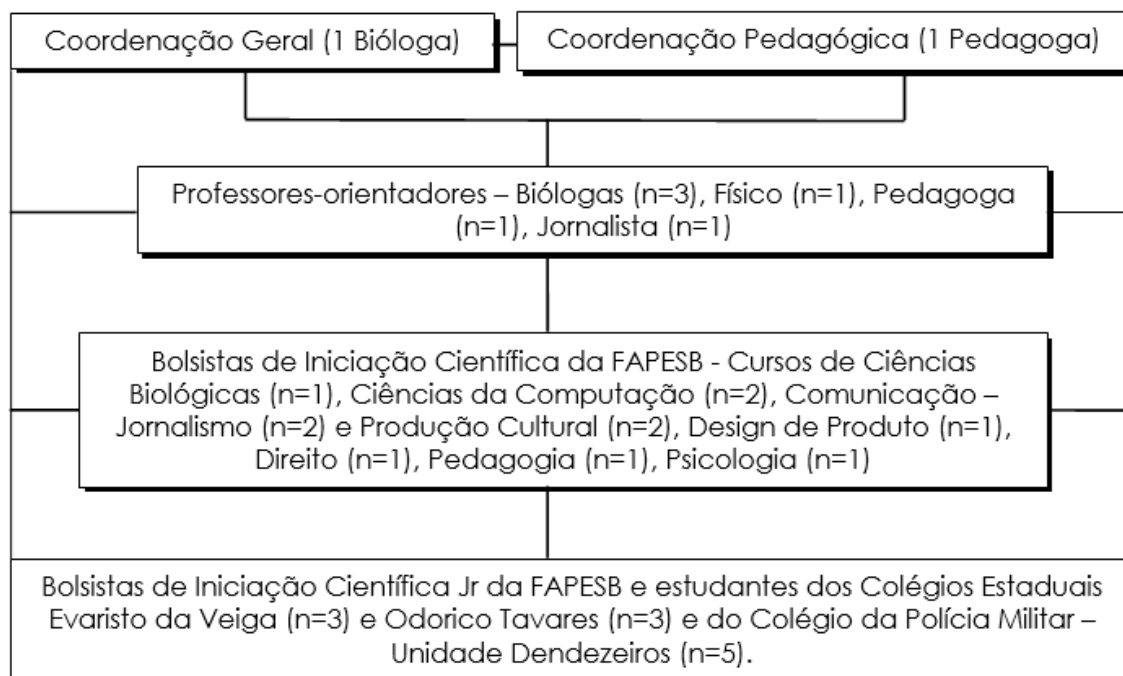 Coordenação Geral (1 Bióloga)
Coordenação Pedagógica (1 Pedagoga)
Professores-orientadores – Biólogas (n=3), Físico (n=1), Pedagoga
(n=1), Jornalista (n=1)
Bolsistas de Iniciação Científica da FAPESB - Cursos de Ciências
Biológicas (n=1), Ciências da Computação (n=2), Comunicação –
Jornalismo (n=2) e Produção Cultural (n=2), Design de Produto (n=1),
Direito (n=1), Pedagogia (n=1), Psicologia (n=1)
Bolsistas de Iniciação Científica Jr da FAPESB e estudantes dos Colégios Estaduais
Evaristo da Veiga (n=3) e Odorico Tavares (n=3) e do Colégio da Polícia Militar –
Unidade Dendezeiros (n=5).